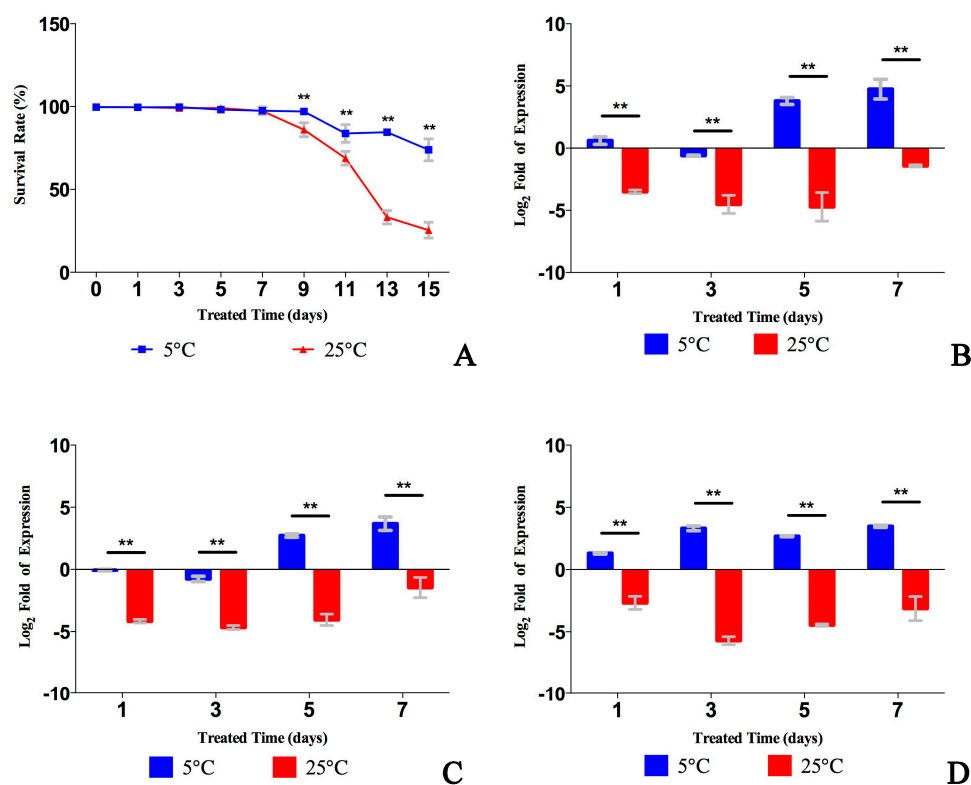 150
100
50
0
Survival Rate (%)
** ** ** **
0 1 3 5 7 9 11 13 15
Treated Time (days)
5°C 25°C
A
10
5
0
-5
-10
Log2 Fold of Expression
** ** ** **
1 3 5 7
Treated Time (days)
5°C 25°C
B
10
5
0
-5
-10
Log2 Fold of Expression
** ** ** **
1 3 5 7
Treated Time (days)
5°C 25°C
C
10
5
0
-5
-10
Log2 Fold of Expression
** ** ** **
1 3 5 7
Treated Time (days)
5°C 25°C
D